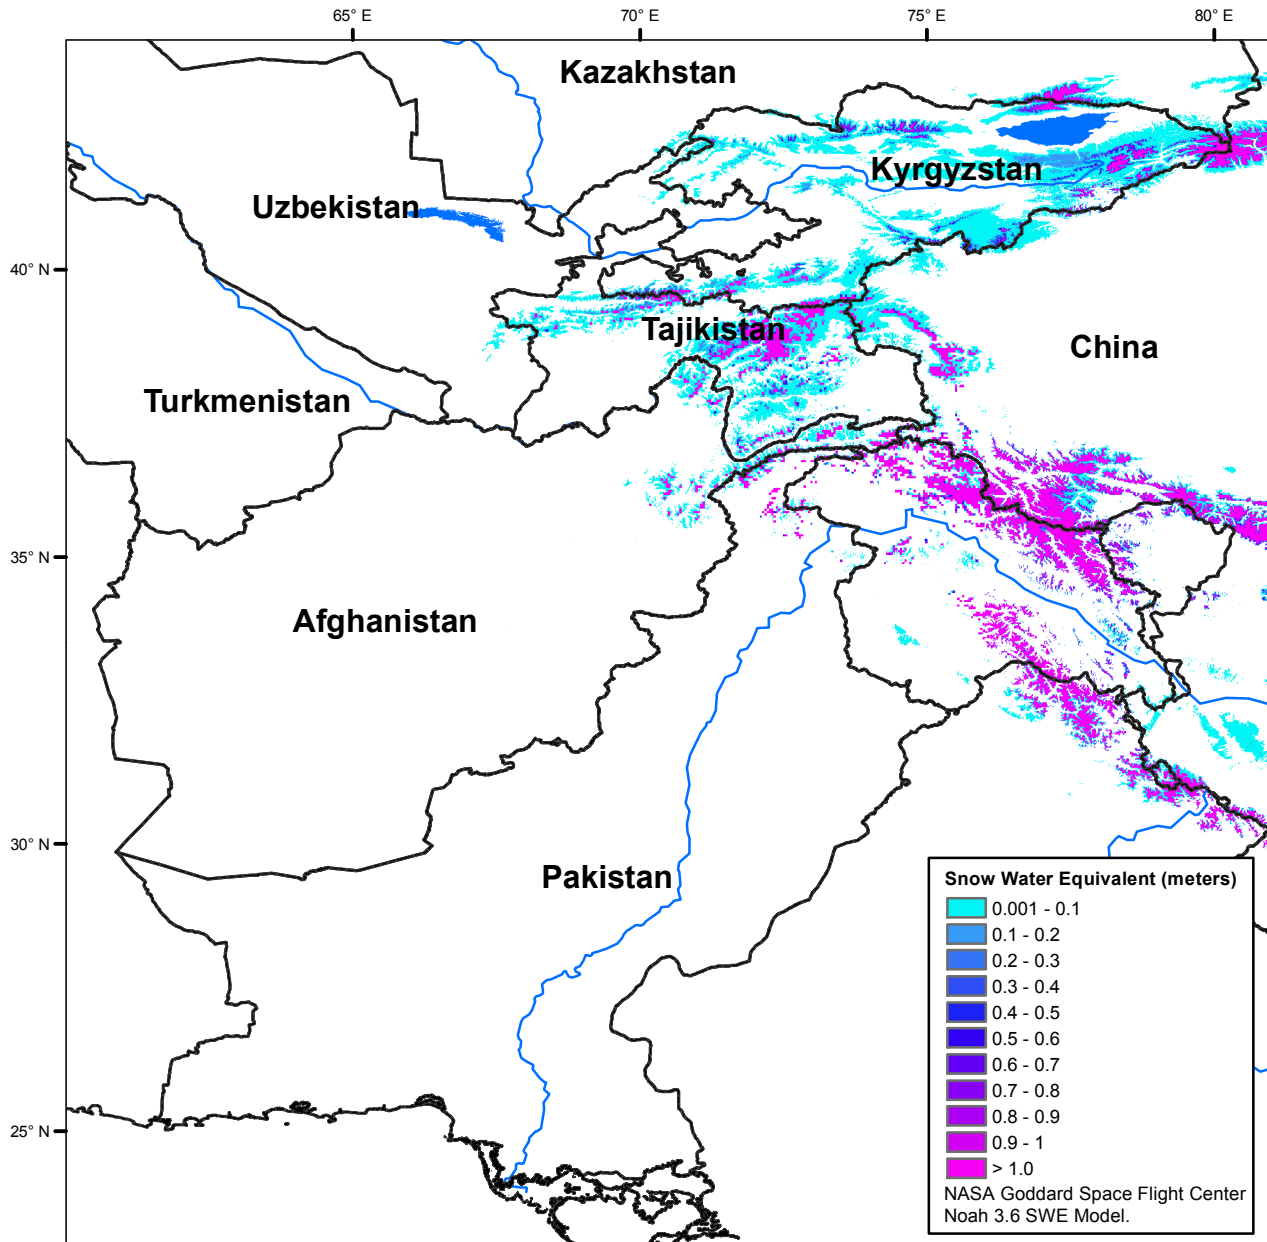 65° E
70° E
75° E
80° E
Kazakhstan
Kyrgyzstan
Uzbekistan
40° N
Tajikistan
China
Turkmenistan
35° N
Afghanistan
30° N
Pakistan
25° N
Snow Water Equivalent (meters)
0.001 - 0.1
0.1 - 0.2
0.2 - 0.3
0.3 - 0.4
0.4 - 0.5
0.5 - 0.6
0.6 - 0.7
0.7 - 0.8
0.8 - 0.9
0.9 - 1
> 1.0
NASA Goddard Space Flight Center
Noah 3.6 SWE Model.